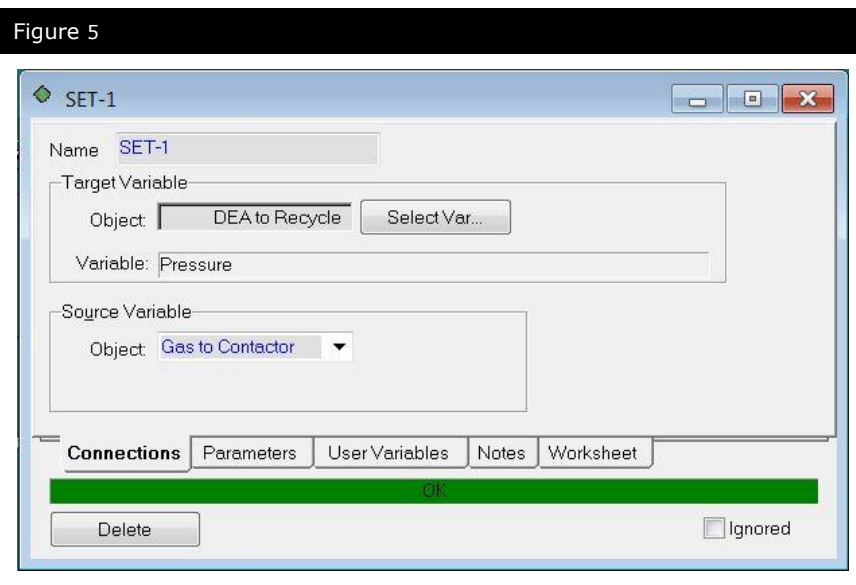 Figure 5
SET-1
Name SET-1
Target Variable
Object: DEA to Recycle Select Var...
Variable: Pressure
Source Variable
Object: Gas to Contactor
Connections Parameters User Variables Notes Worksheet
OK
Delete Ignored